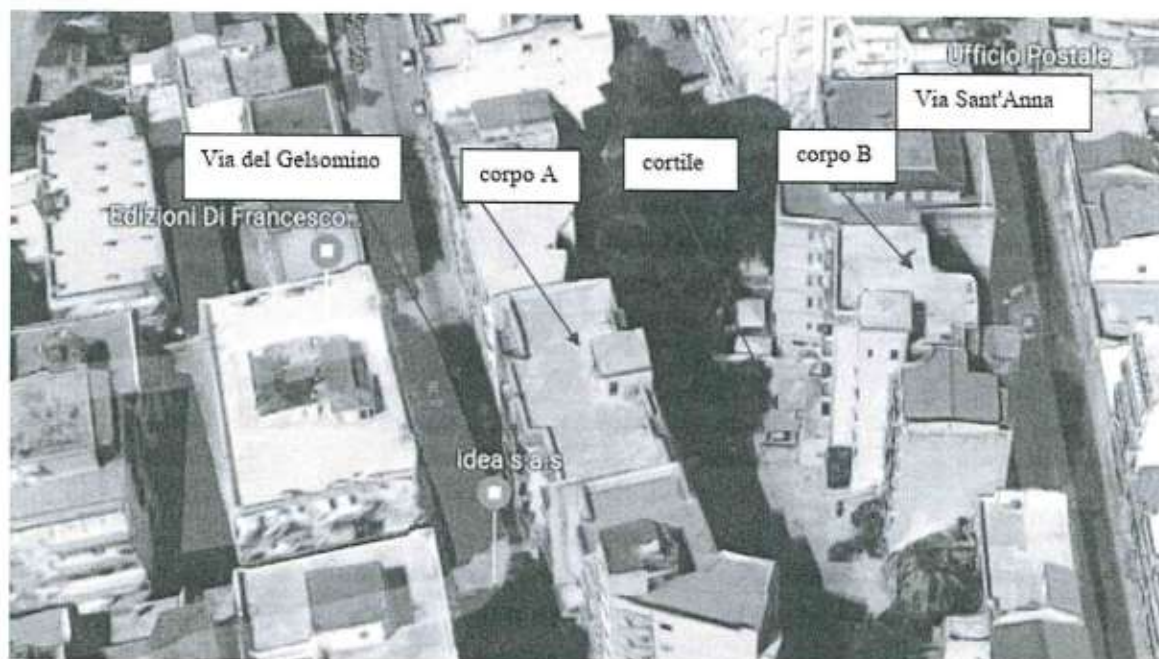 Ufficio Postale
Via Sant'Anna
Via del Gelsomino
corpo A
cortile
corpo B
Edizioni Di Francesco...
Idea s.a.s